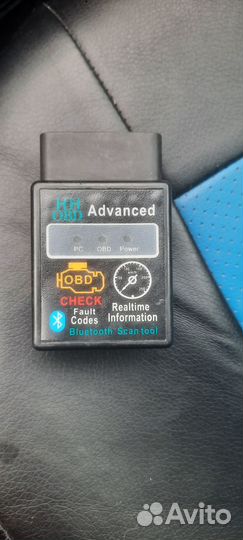 HH OBD Advanced
PC OBD Power
OBD
CHECK
Fault Codes
Realtime Information
Bluetooth Scan tool
Avito